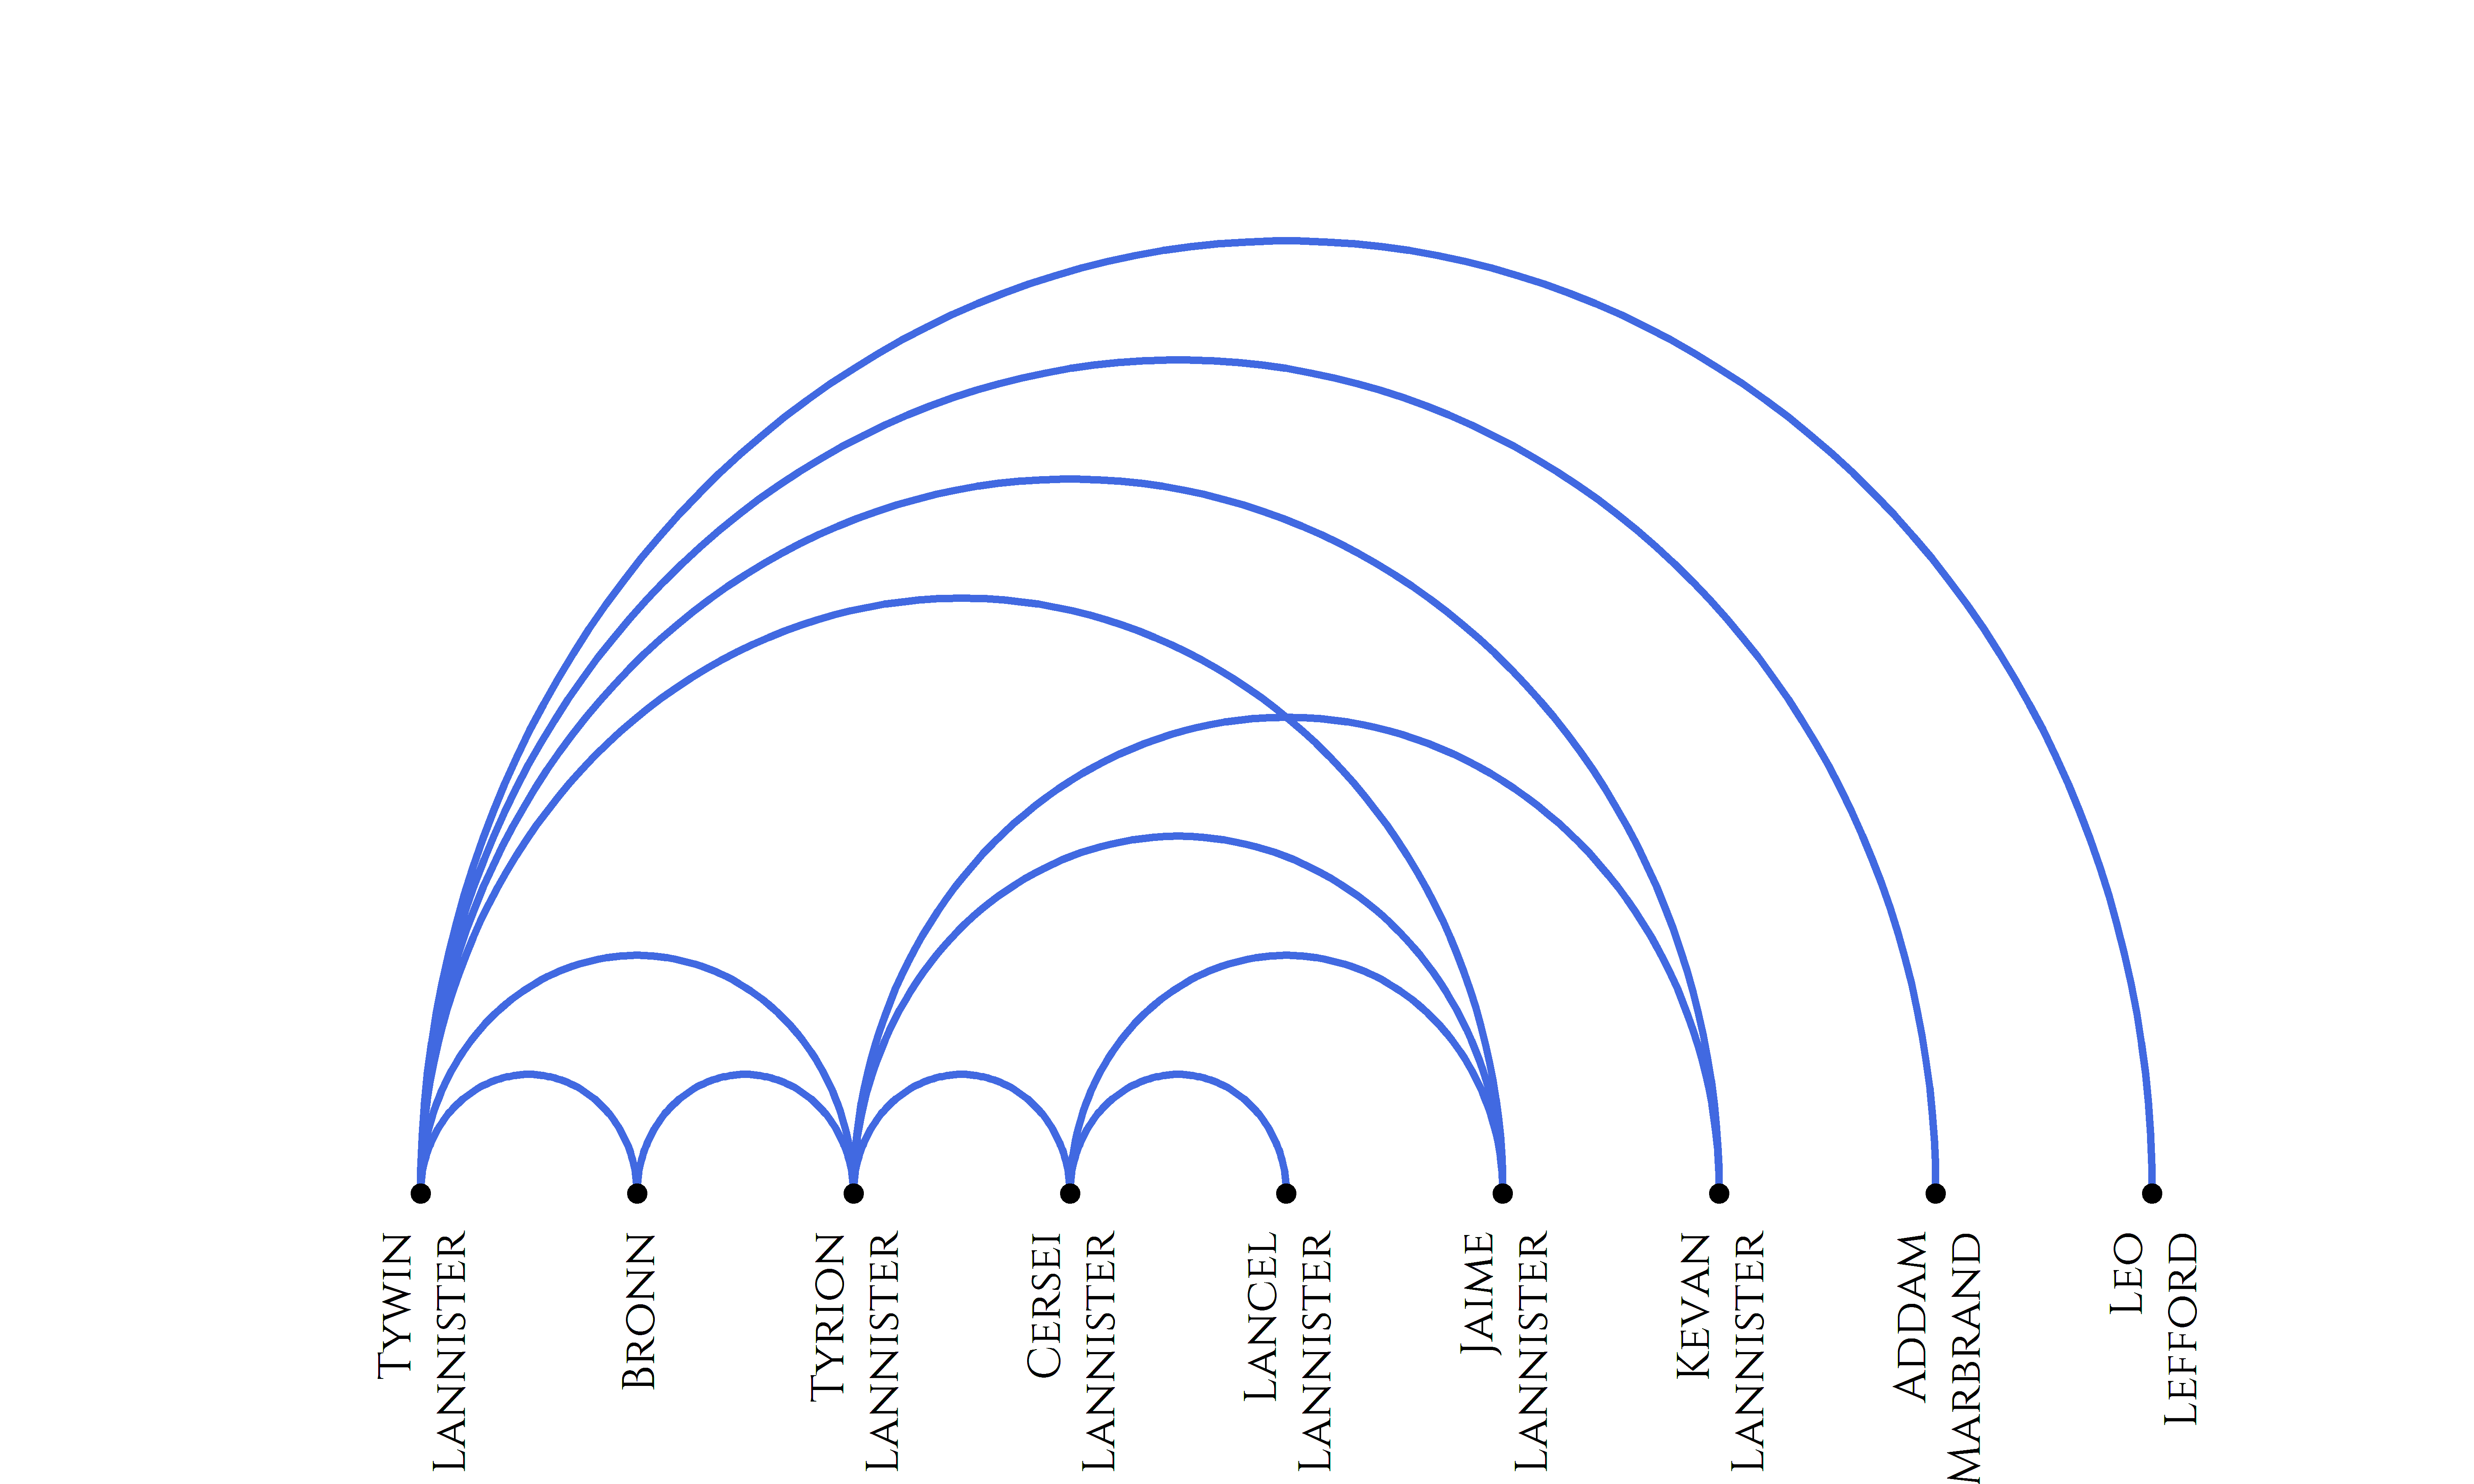 Tywin
Lannister
Bronn
Tyrion
Lannister
Cersei
Lannister
Lancel
Lannister
Jaime
Lannister
Kevan
Lannister
Addam
Marbrand
Leo
Lefford